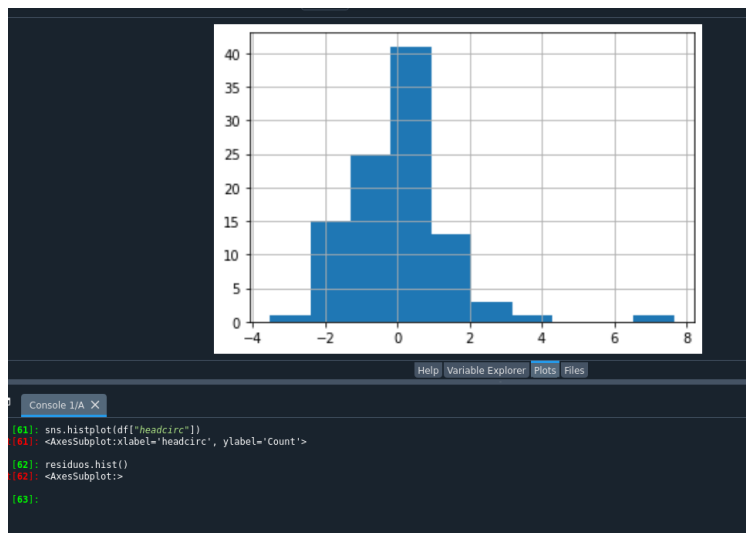 40
35
30
25
20
15
10
5
0
−4 −2 0 2 4 6 8
Help Variable Explorer Plots Files
Console 1/A ×
[61]: sns.histplot(df["headcirc"])
t[61]: <AxesSubplot:xlabel='headcirc', ylabel='Count'>
[62]: residuos.hist()
t[62]: <AxesSubplot:>
[63]: